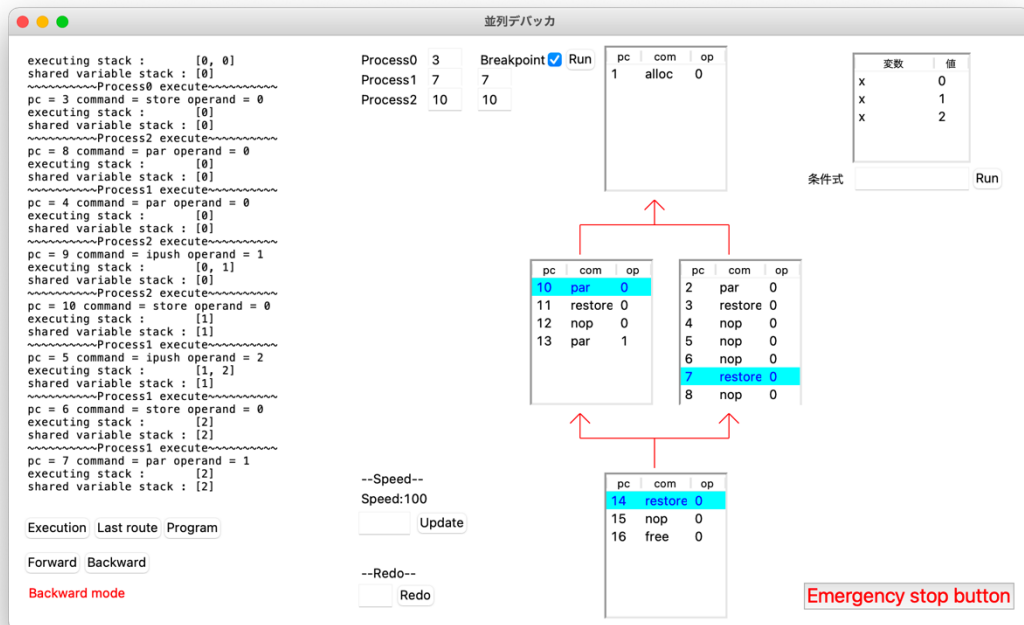 並列デバッカ
executing stack :        [0, 0]
shared variable stack : [0]
~~~~~~~~~~Process0 execute~~~~~~~~~~
pc = 3 command = store operand = 0
executing stack :        [0]
shared variable stack : [0]
~~~~~~~~~~Process2 execute~~~~~~~~~~
pc = 8 command = par operand = 0
executing stack :        [0]
shared variable stack : [0]
~~~~~~~~~~Process1 execute~~~~~~~~~~
pc = 4 command = par operand = 0
executing stack :        [0]
shared variable stack : [0]
~~~~~~~~~~Process2 execute~~~~~~~~~~
pc = 9 command = ipush operand = 1
executing stack :        [0, 1]
shared variable stack : [0]
~~~~~~~~~~Process2 execute~~~~~~~~~~
pc = 10 command = store operand = 0
executing stack :        [1]
shared variable stack : [1]
~~~~~~~~~~Process1 execute~~~~~~~~~~
pc = 5 command = ipush operand = 2
executing stack :        [1, 2]
shared variable stack : [1]
~~~~~~~~~~Process1 execute~~~~~~~~~~
pc = 6 command = store operand = 0
executing stack :        [2]
shared variable stack : [2]
~~~~~~~~~~Process1 execute~~~~~~~~~~
pc = 7 command = par operand = 1
executing stack :        [2]
shared variable stack : [2]
Execution Last route Program
Forward Backward
Backward mode
Process0 3 Breakpoint Run
Process1 7 7
Process2 10 10
pc com op
1 alloc 0
変数 値
x 0
x 1
x 2
条件式 Run
pc com op
10 par 0
11 restore 0
12 nop 0
13 par 1
pc com op
2 par 0
3 restore 0
4 nop 0
5 nop 0
6 nop 0
7 restore 0
8 nop 0
--Speed--
Speed:100
Update
--Redo--
Redo
pc com op
14 restore 0
15 nop 0
16 free 0
Emergency stop button